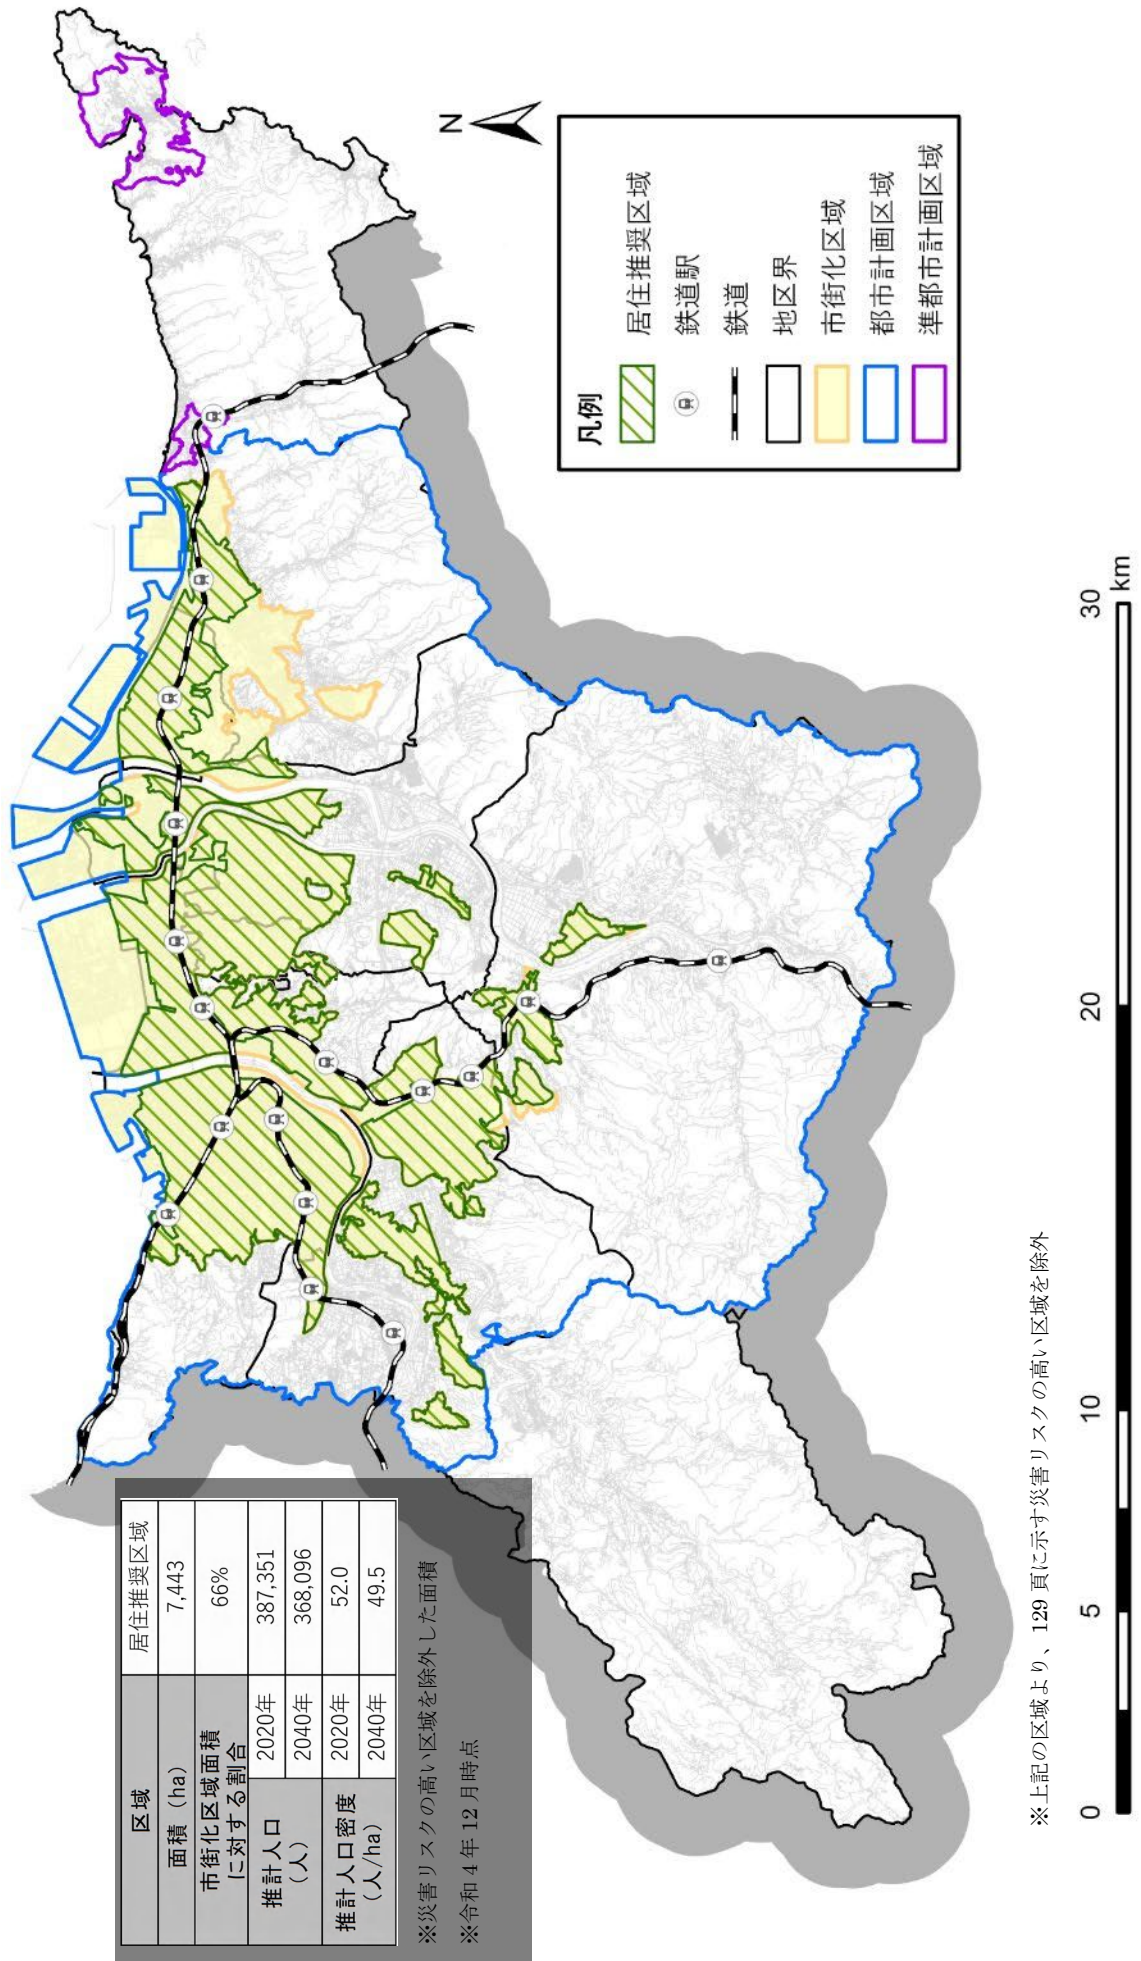 区域 居住推奨区域
面積（ha） 7,443
市街化区域面積
に対する割合 66%
推計人口
（人） 2020年 387,351
2040年 368,096
推計人口密度
（人/ha） 2020年 52.0
2040年 49.5
※災害リスクの高い区域を除外した面積
※令和4年12月時点
N
凡例
居住推奨区域
鉄道駅
鉄道
地区界
市街化区域
都市計画区域
準都市計画区域
※上記の区域より、129頁に示す災害リスクの高い区域を除外
0 5 10 20 30
km